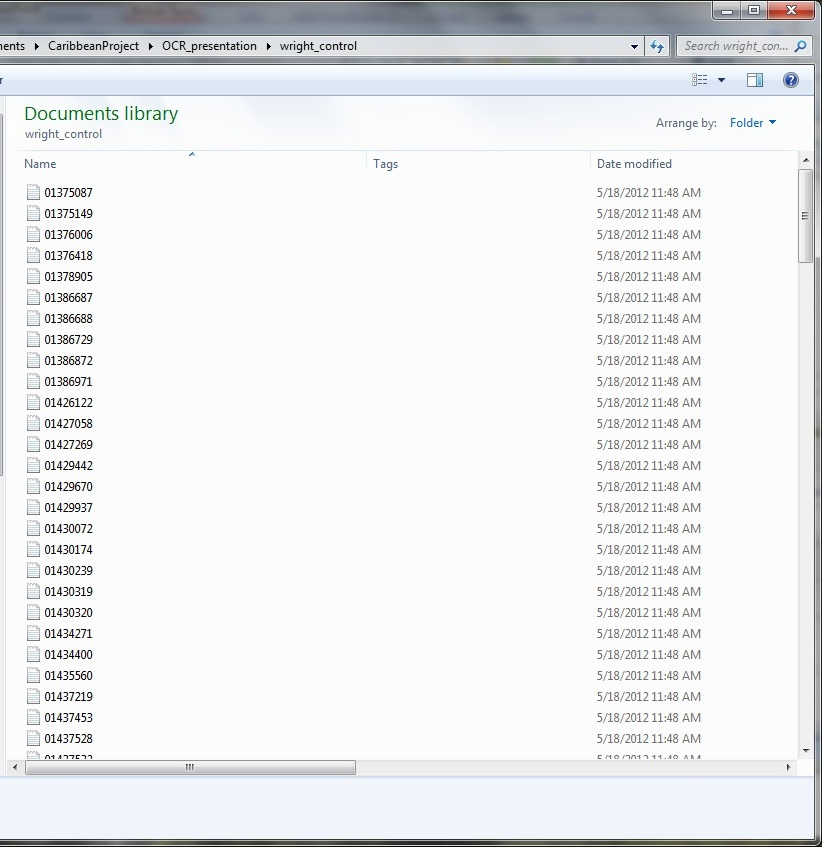 ments ▸ CaribbeanProject ▸ OCR_presentation ▸ wright_control Search wright_con...
Documents library
wright_control
Arrange by: Folder
Name Tags Date modified
01375087 5/18/2012 11:48 AM
01375149 5/18/2012 11:48 AM
01376006 5/18/2012 11:48 AM
01376418 5/18/2012 11:48 AM
01378905 5/18/2012 11:48 AM
01386687 5/18/2012 11:48 AM
01386688 5/18/2012 11:48 AM
01386729 5/18/2012 11:48 AM
01386872 5/18/2012 11:48 AM
01386971 5/18/2012 11:48 AM
01426122 5/18/2012 11:48 AM
01427058 5/18/2012 11:48 AM
01427269 5/18/2012 11:48 AM
01429442 5/18/2012 11:48 AM
01429670 5/18/2012 11:48 AM
01429937 5/18/2012 11:48 AM
01430072 5/18/2012 11:48 AM
01430174 5/18/2012 11:48 AM
01430239 5/18/2012 11:48 AM
01430319 5/18/2012 11:48 AM
01430320 5/18/2012 11:48 AM
01434271 5/18/2012 11:48 AM
01434400 5/18/2012 11:48 AM
01435560 5/18/2012 11:48 AM
01437219 5/18/2012 11:48 AM
01437453 5/18/2012 11:48 AM
01437528 5/18/2012 11:48 AM